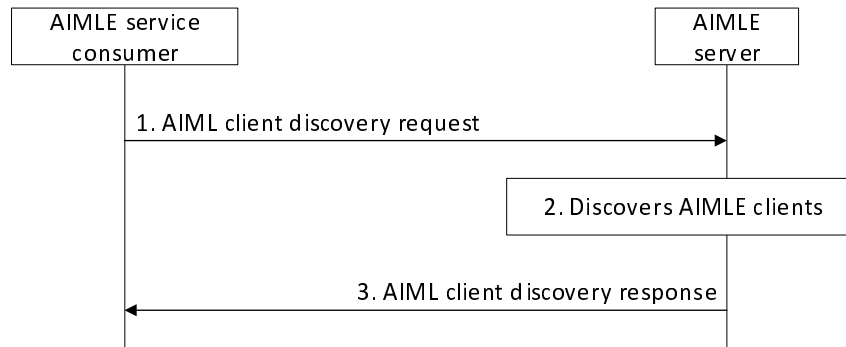 AIMLE service
consumer
AIMLE
server
1. AIML client discovery request
2. Discovers AIMLE clients
3. AIML client discovery response